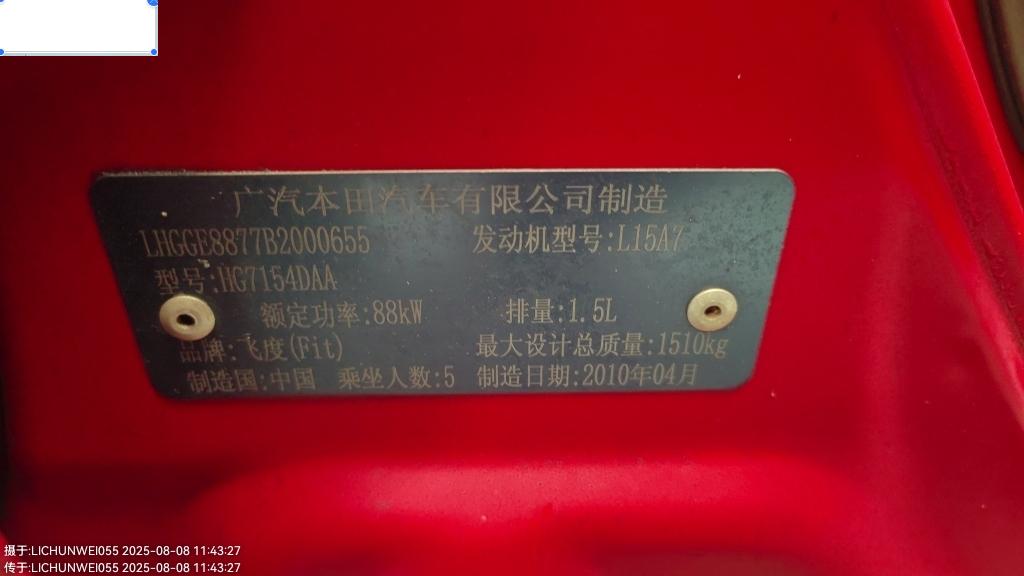 广汽本田汽车有限公司制造
LHGGE8877B2000655 发动机型号:L15A7
型号:HG7154DAA
额定功率:88kW 排量:1.5L
品牌:飞度(Fit) 最大设计总质量:1510kg
制造国:中国 乘坐人数:5 制造日期:2010年04月
摄于:LICHUNWEI055 2025-08-08 11:43:27
传于:LICHUNWEI055 2025-08-08 11:43:27